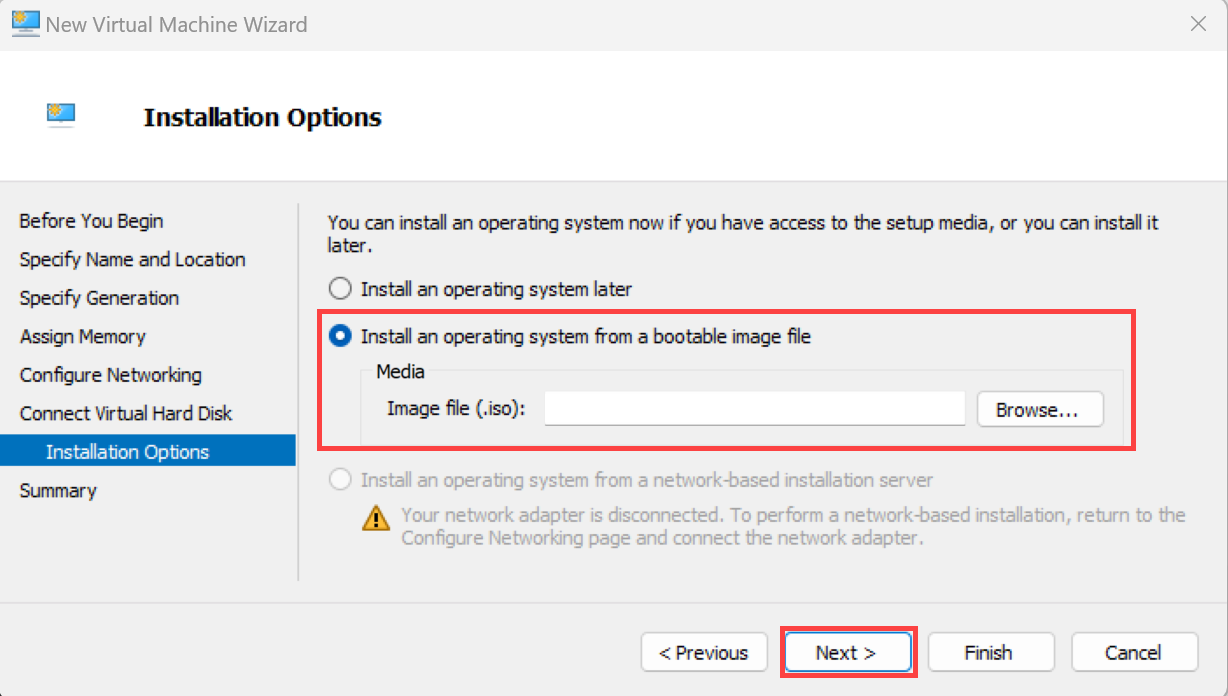 New Virtual Machine Wizard
Installation Options
Before You Begin
Specify Name and Location
Specify Generation
Assign Memory
Configure Networking
Connect Virtual Hard Disk
Installation Options
Summary
You can install an operating system now if you have access to the setup media, or you can install it
later.
Install an operating system later
Install an operating system from a bootable image file
Media
Image file (.iso):
Browse...
Install an operating system from a network-based installation server
Your network adapter is disconnected. To perform a network-based installation, return to the
Configure Networking page and connect the network adapter.
< Previous
Next >
Finish
Cancel